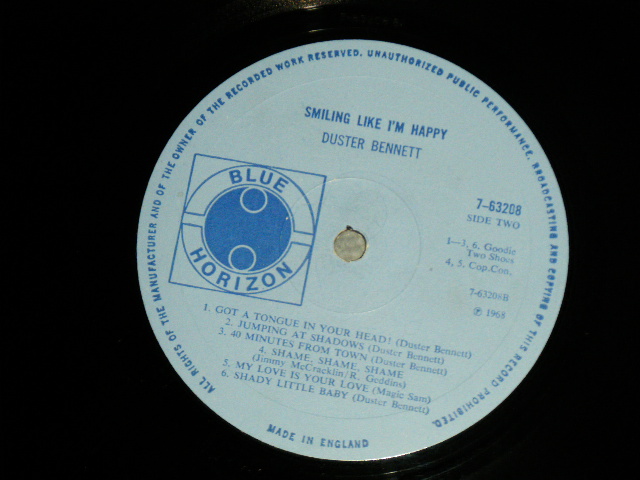 ALL RIGHTS OF THE MANUFACTURER AND OF THE OWNER OF THE RECORDED WORK RESERVED. UNAUTHORIZED PUBLIC PERFORMANCE, BROADCASTING AND COPYING OF THIS RECORD PROHIBITED.
SMILING LIKE I'M HAPPY
DUSTER BENNETT
BLUE
HORIZON
7-63208
SIDE TWO
1—3, 6. Goodie
Two Shoes
4, 5. Cop.Con.
7-63208B
℗ 1968
1. GOT A TONGUE IN YOUR HEAD! (Duster Bennett)
2. JUMPING AT SHADOWS (Duster Bennett)
3. 40 MINUTES FROM TOWN (Duster Bennett)
4. SHAME, SHAME, SHAME
(Jimmy McCracklin/R. Geddins)
5. MY LOVE IS YOUR LOVE (Magic Sam)
6. SHADY LITTLE BABY (Duster Bennett)
MADE IN ENGLAND